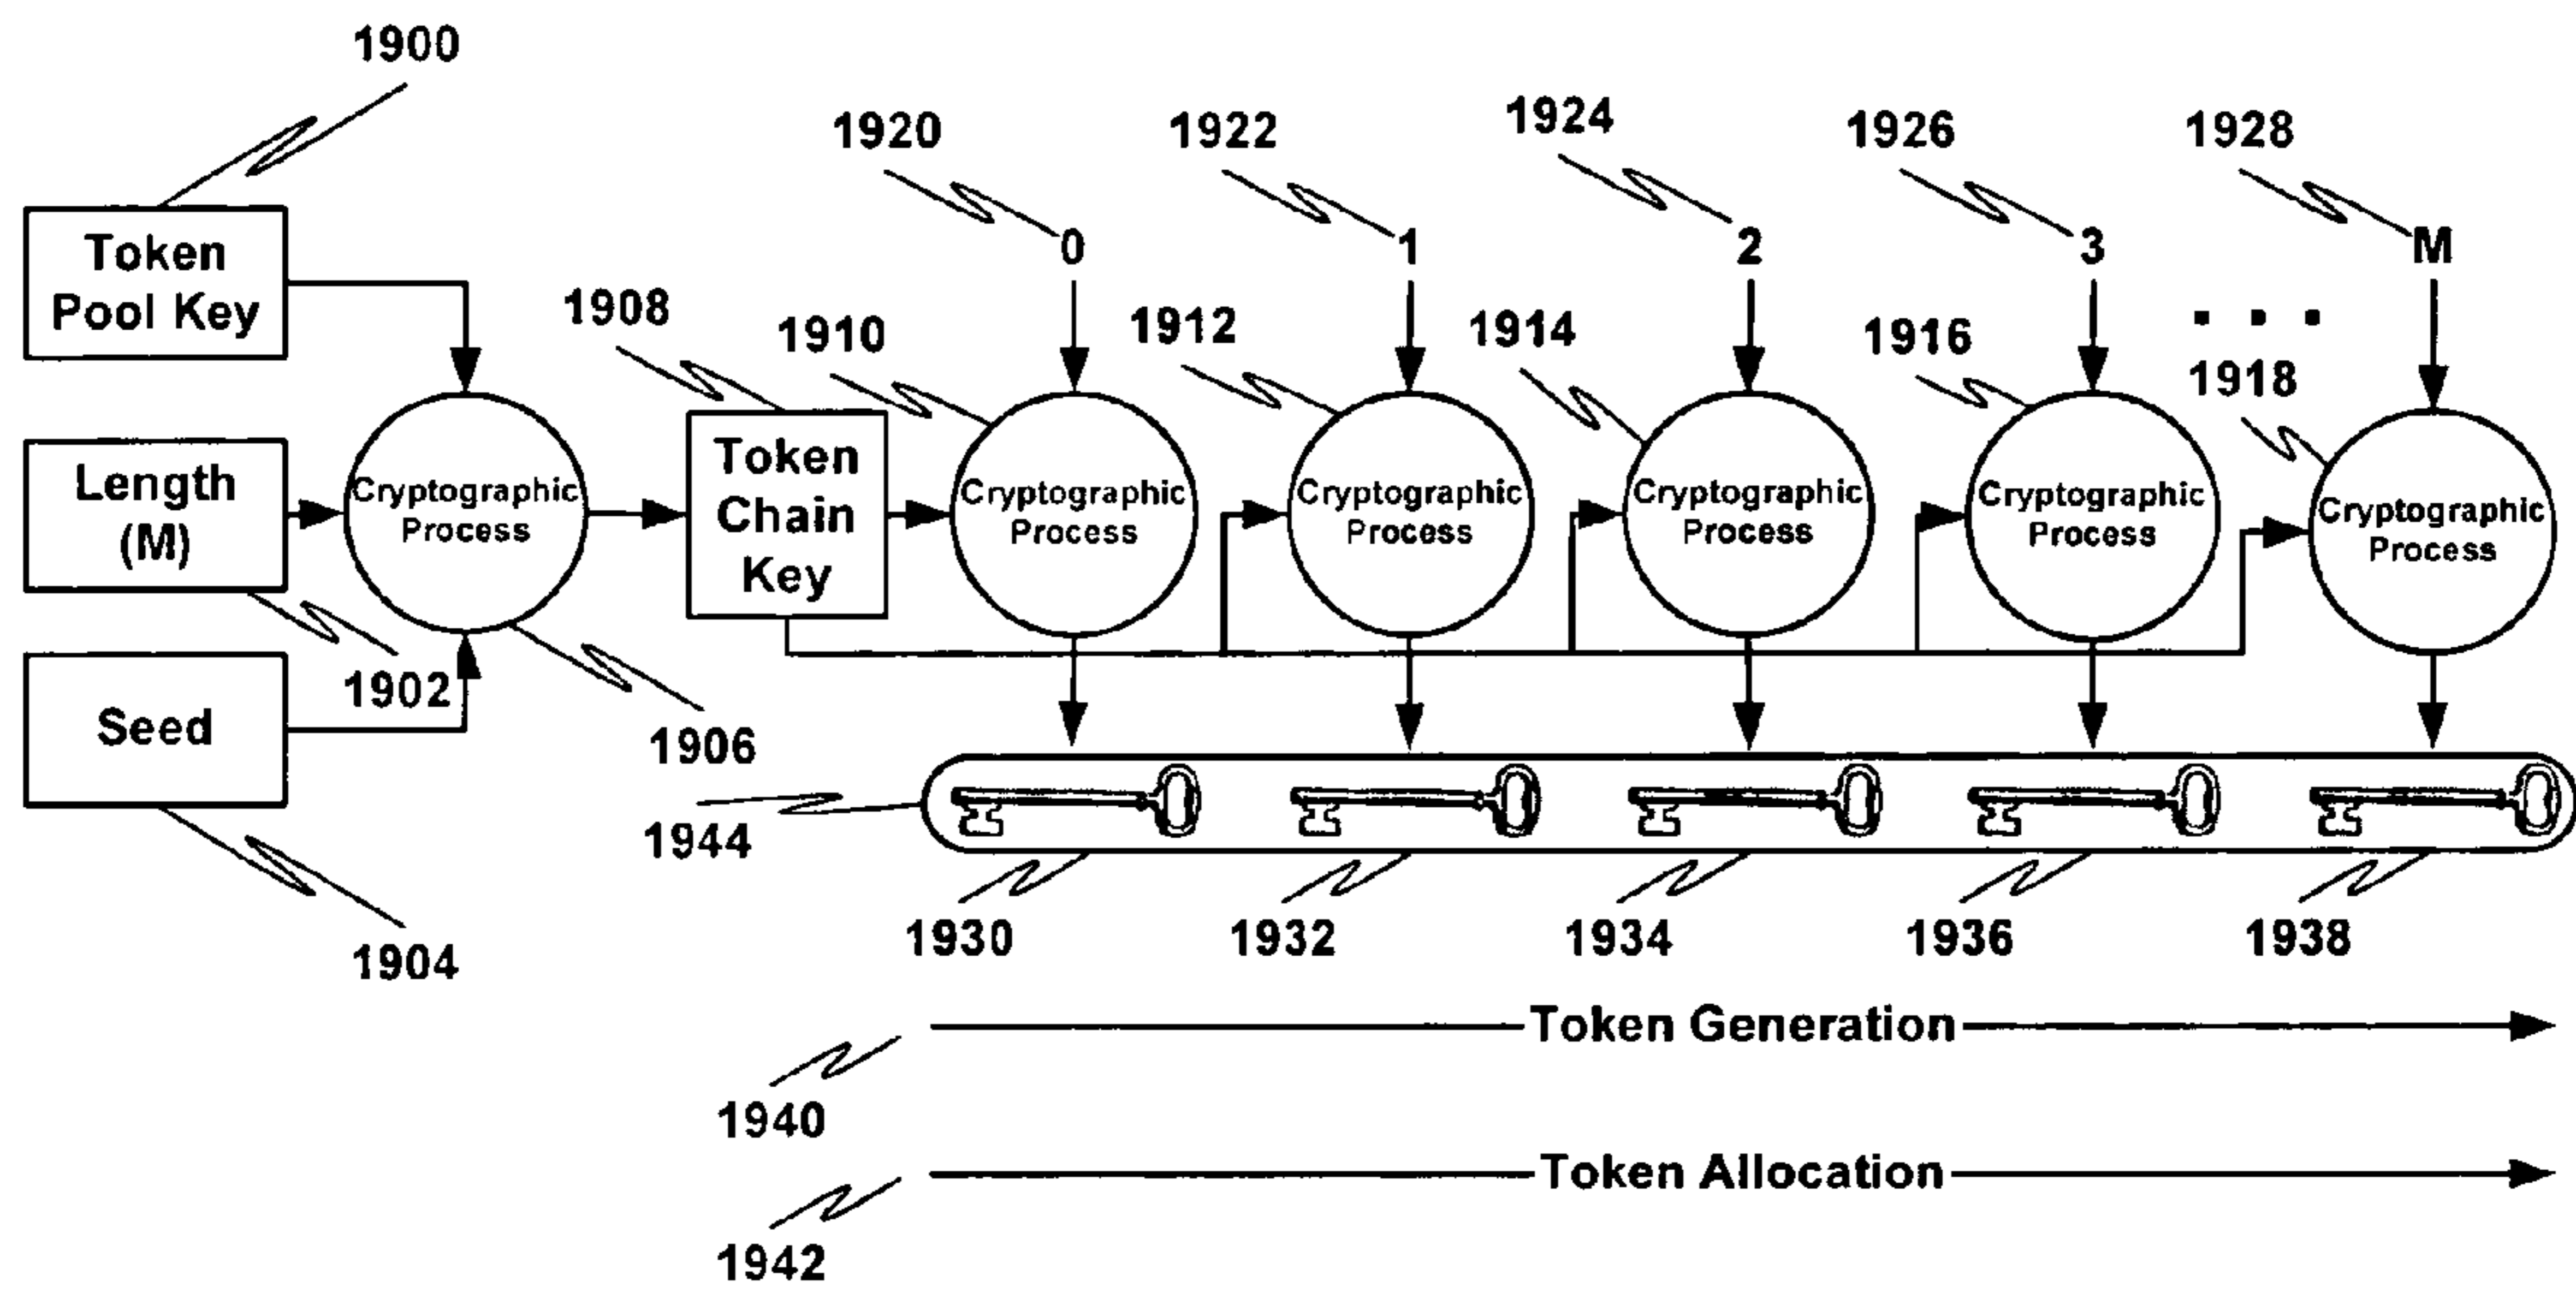 1900
1920
1922
1924
1926
1928
Token
Pool Key
0
1
2
3
M
1908
1910
1912
1914
1916
. . .
1918
Length
(M)
Cryptographic
Process
Token
Chain
Key
Cryptographic
Process
Cryptographic
Process
Cryptographic
Process
Cryptographic
Process
Cryptographic
Process
1902
Seed
1906
1944
1904
1930
1932
1934
1936
1938
Token Generation
1940
Token Allocation
1942